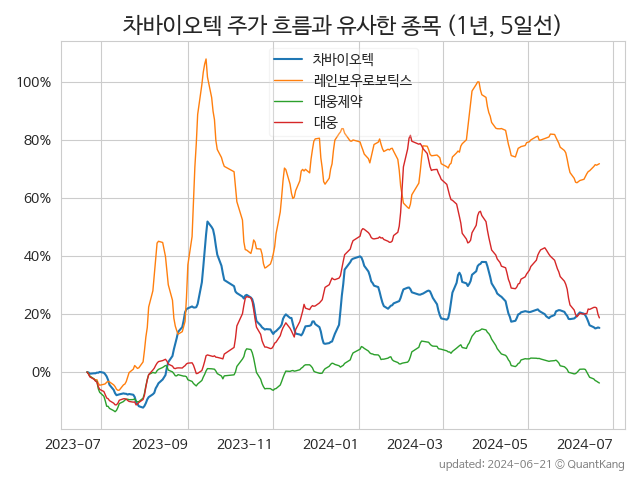 차바이오텍 주가 흐름과 유사한 종목 (1년, 5일선)
차바이오텍
레인보우로보틱스
대웅제약
대웅
100%
80%
60%
40%
20%
0%
2023-07 2023-09 2023-11 2024-01 2024-03 2024-05 2024-07
updated: 2024-06-21 © QuantKang